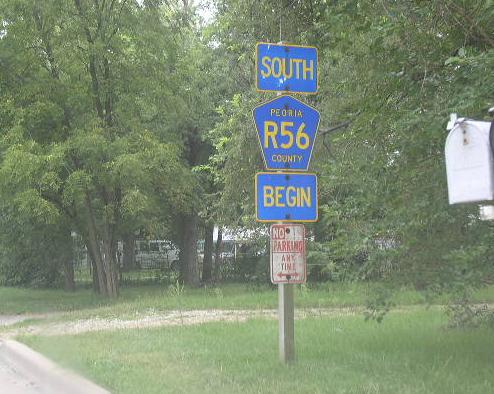 SOUTH
PEORIA
R56
COUNTY
BEGIN
NO
PARKING
ANY
TIME